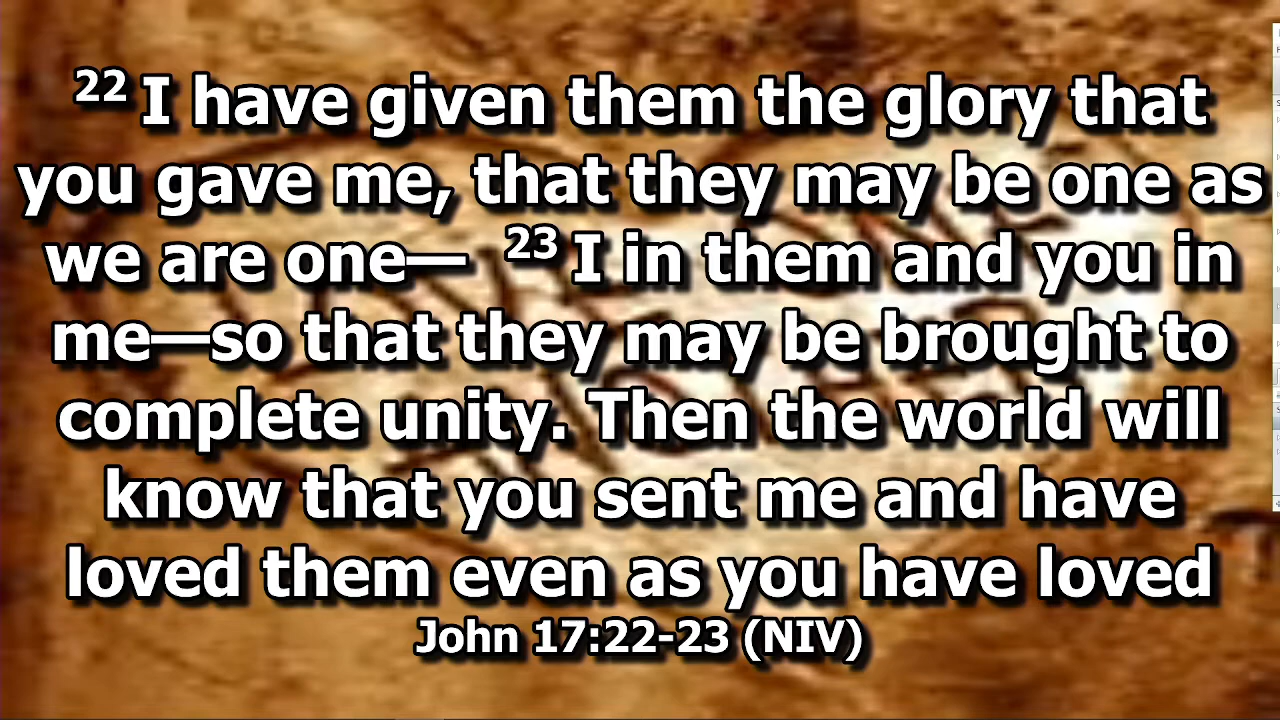 22 I have given them the glory that
you gave me, that they may be one as
we are one— 23 I in them and you in
me—so that they may be brought to
complete unity. Then the world will
know that you sent me and have
loved them even as you have loved
John 17:22-23 (NIV)